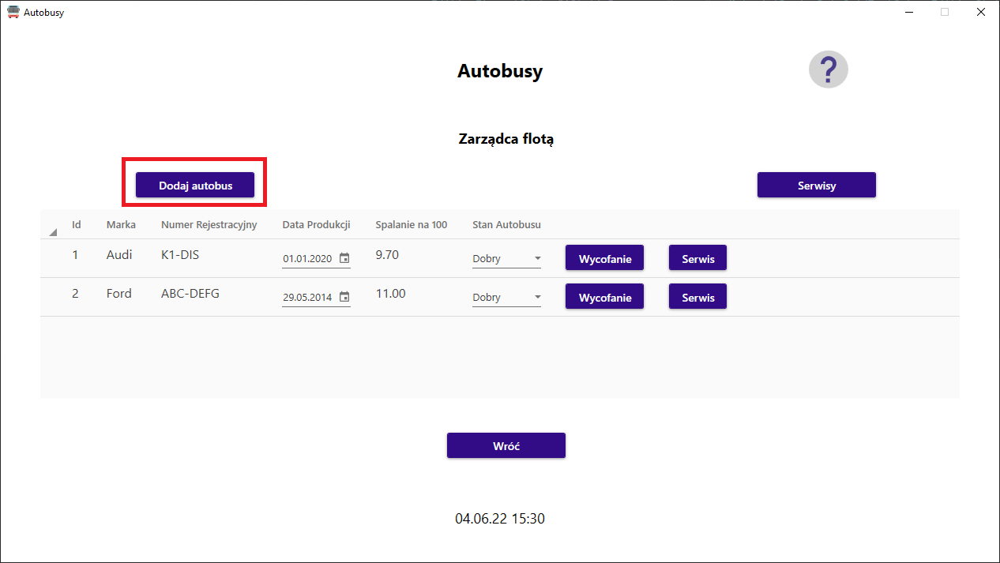 Autobusy
Autobusy
?
Zarządca flotą
Dodaj autobus
Serwisy
Id Marka Numer Rejestracyjny Data Produkcji Spalanie na 100 Stan Autobusu
1 Audi K1-DIS 01.01.2020 9.70 Dobry Wycofanie Serwis
2 Ford ABC-DEFG 29.05.2014 11.00 Dobry Wycofanie Serwis
Wróć
04.06.22 15:30